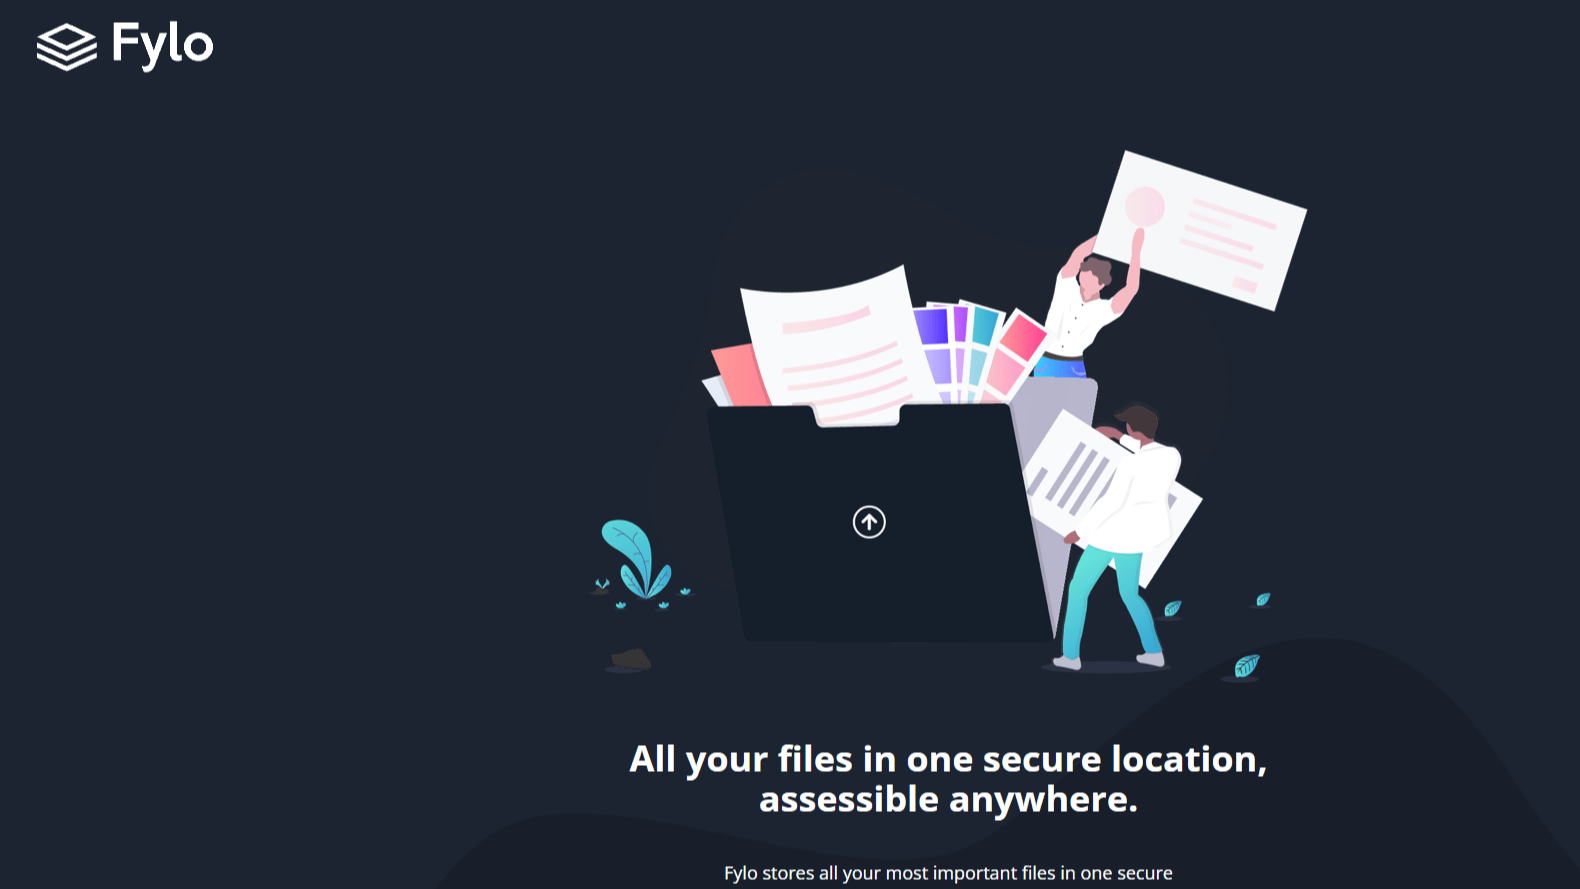 Fylo
All your files in one secure location,
assessible anywhere.
Fylo stores all your most important files in one secure